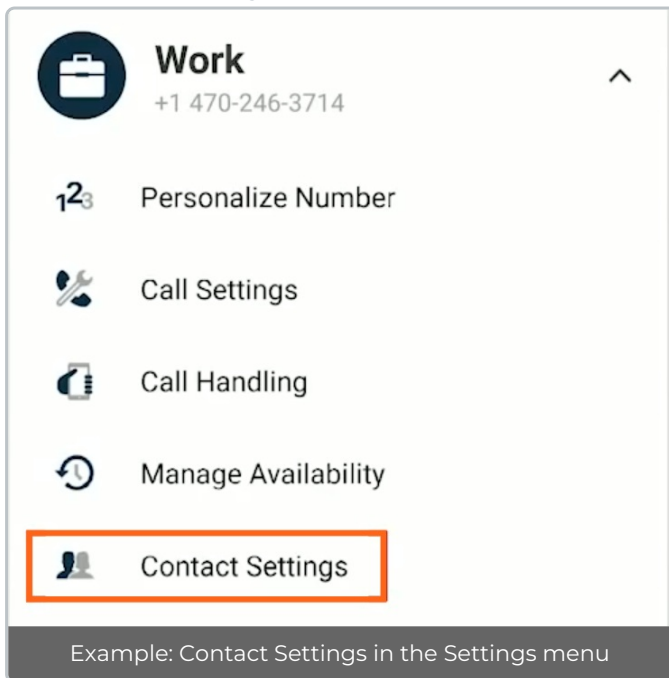 Work
+1 470-246-3714
123 Personalize Number
Call Settings
Call Handling
Manage Availability
Contact Settings
Example: Contact Settings in the Settings menu